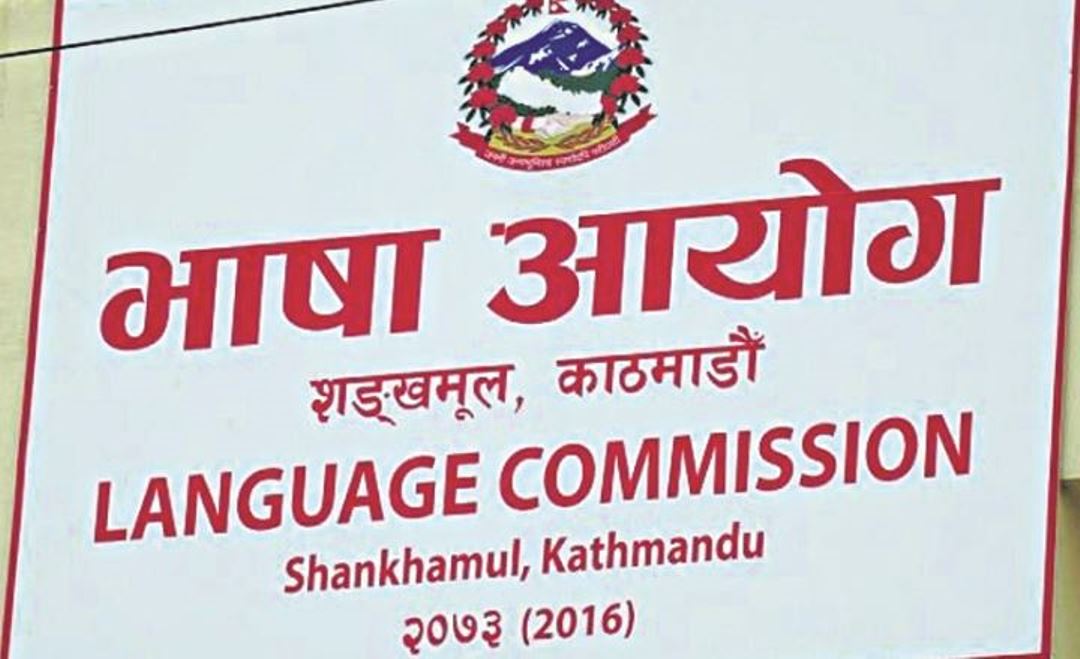 भाषा आयोग
शङ्खमूल, काठमाडौँ
LANGUAGE COMMISSION
Shankhamul, Kathmandu
२०७३ (2016)